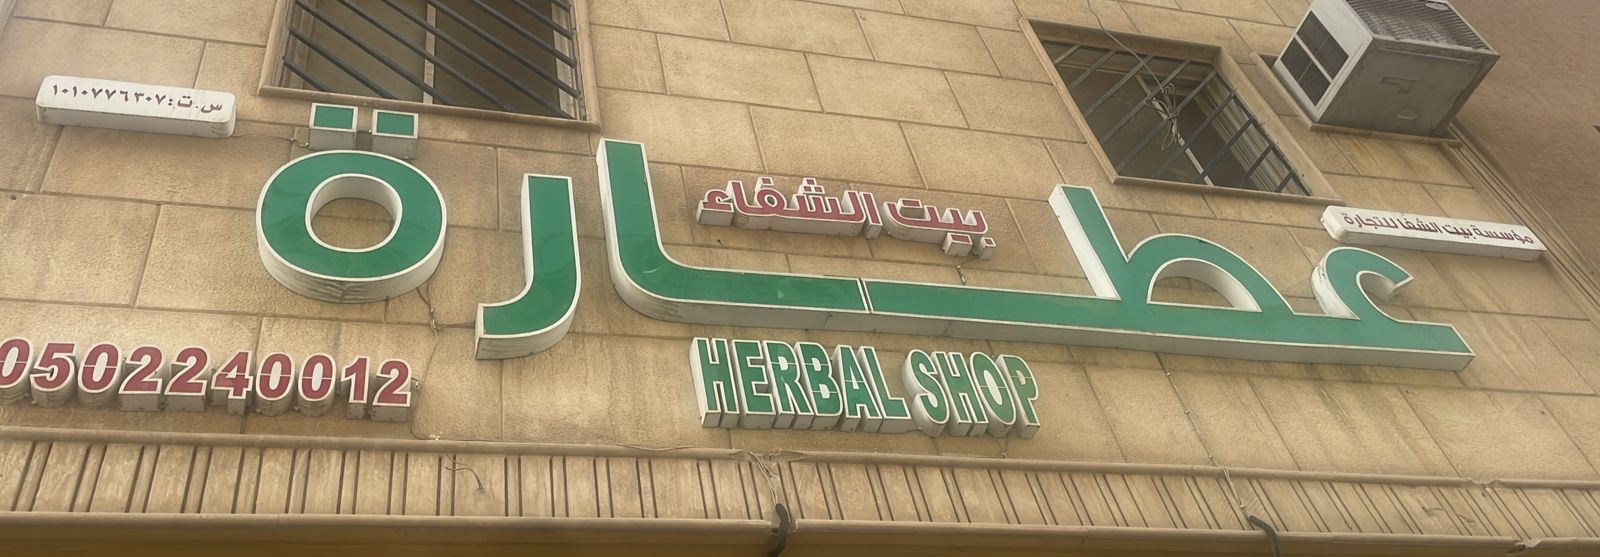 مؤسسة بيت الشفا للتجارة
س.ت: ١٠١٠٧٧٦٣٠٧
عطارة
بيت الشفاء
HERBAL SHOP
0502240012